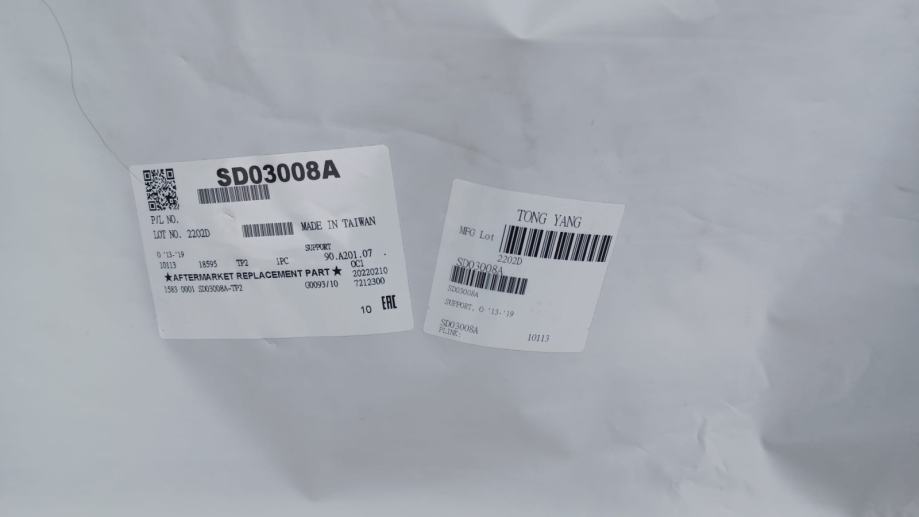 SD03008A
P/L NO.
LOT NO. 2202D MADE IN TAIWAN
O '13-'19 SUPPORT
10113 18595 TP2 1PC 90.A201.07 .
0C1
★AFTERMARKET REPLACEMENT PART★ 20220210
1583 0001 SD03008A-TP2 G0093/10 7212300
10 EAC
TONG YANG
MFG Lot
2202D
SD03008A
SD03008A
SUPPORT, O '13-'19
SD03008A
PLINK: 10113